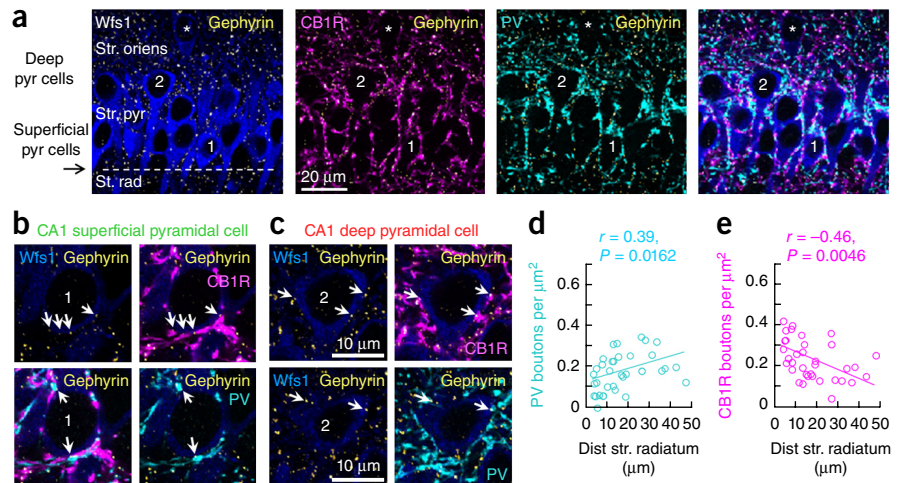 a
Wfs1 Gephyrin
CB1R Gephyrin
PV Gephyrin
Gephyrin
*
*
*
*
Str. oriens
Deep
pyr cells
2
2
2
2
Str. pyr
Superficial
pyr cells
1
1
1
1
St. rad
20 μm
b
CA1 superficial pyramidal cell
Wfs1 Gephyrin
Gephyrin
CB1R
1
Gephyrin
Gephyrin
PV
1
c
CA1 deep pyramidal cell
Wfs1 Gephyrin
Gephyrin
2
10 μm
CB1R
Wfs1 Gephyrin
Gephyrin
2
10 μm
PV
d
r = 0.39,
P = 0.0162
PV boutons per μm²
0.6
0.4
0.2
0
0 10 20 30 40 50
Dist str. radiatum
(μm)
e
r = –0.46,
P = 0.0046
CB1R boutons per μm²
0.6
0.4
0.2
0
0 10 20 30 40 50
Dist str. radiatum
(μm)